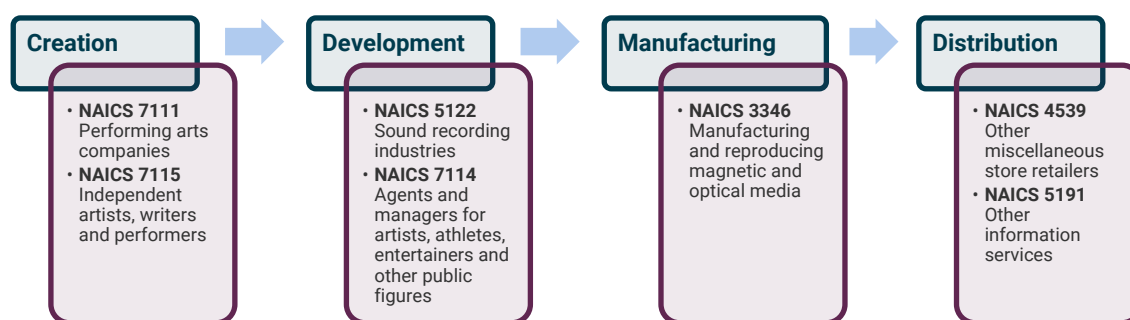 Creation
• NAICS 7111
Performing arts
companies
• NAICS 7115
Independent
artists, writers
and performers
Development
• NAICS 5122
Sound recording
industries
• NAICS 7114
Agents and
managers for
artists, athletes,
entertainers and
other public
figures
Manufacturing
• NAICS 3346
Manufacturing
and reproducing
magnetic and
optical media
Distribution
• NAICS 4539
Other
miscellaneous
store retailers
• NAICS 5191
Other
information
services